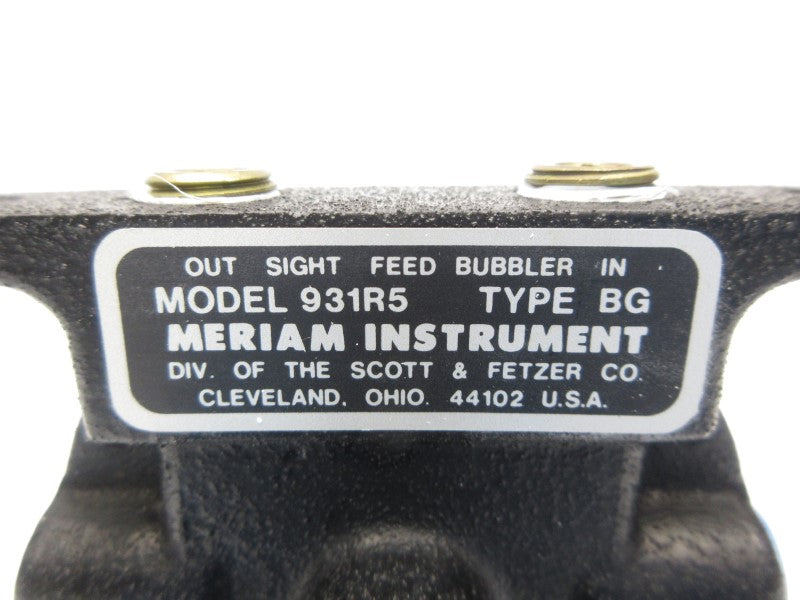 OUT SIGHT FEED BUBBLER IN
MODEL 931R5 TYPE BG
MERIAM INSTRUMENT
DIV. OF THE SCOTT & FETZER CO.
CLEVELAND, OHIO. 44102 U.S.A.